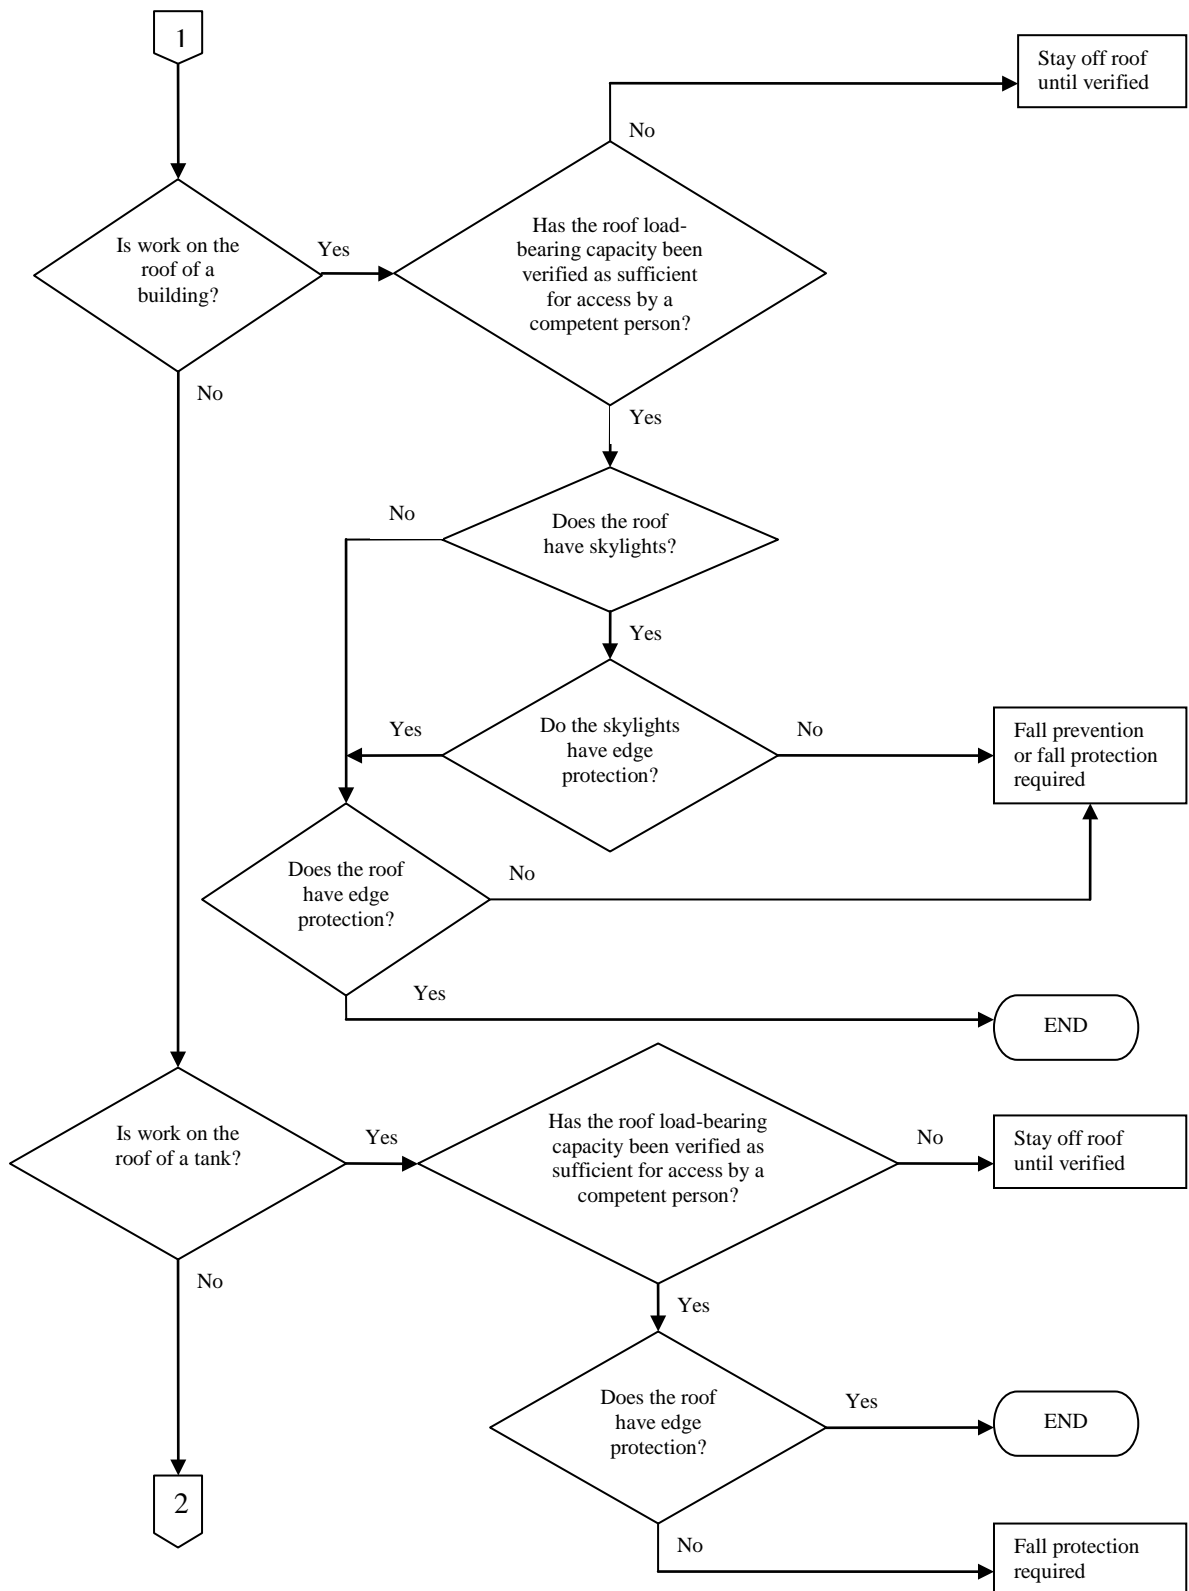 1
Stay off roof
until verified
No
Is work on the
roof of a
building?
Yes
Has the roof load-
bearing capacity been
verified as sufficient
for access by a
competent person?
No
Yes
No
Does the roof
have skylights?
Yes
Yes
Do the skylights
have edge
protection?
No
Fall prevention
or fall protection
required
Does the roof
have edge
protection?
No
Yes
END
Is work on the
roof of a tank?
Yes
Has the roof load-bearing
capacity been verified as
sufficient for access by a
competent person?
No
Stay off roof
until verified
No
Yes
Does the roof
have edge
protection?
Yes
END
2
No
Fall protection
required